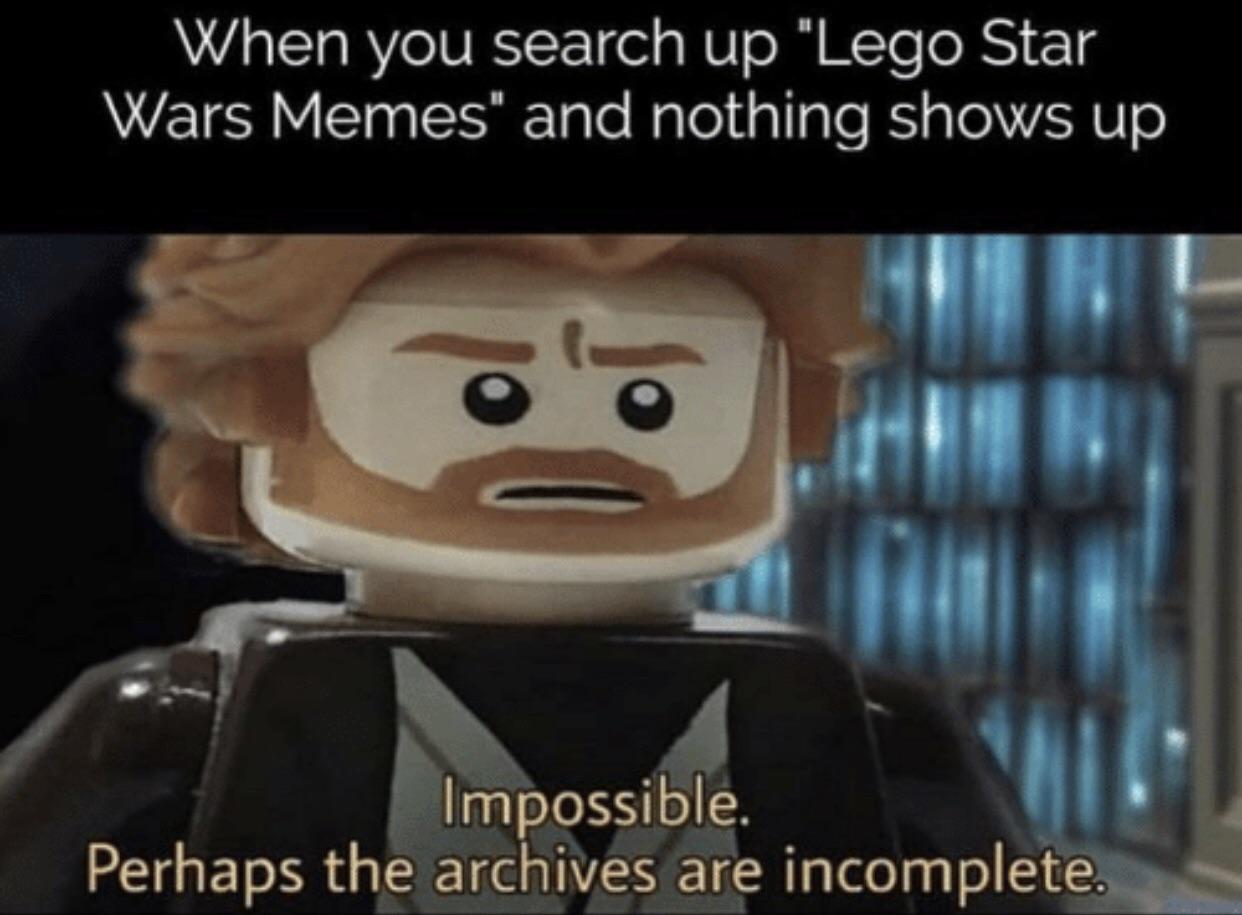 When you search up "Lego Star
Wars Memes" and nothing shows up
Impossible.
Perhaps the archives are incomplete.